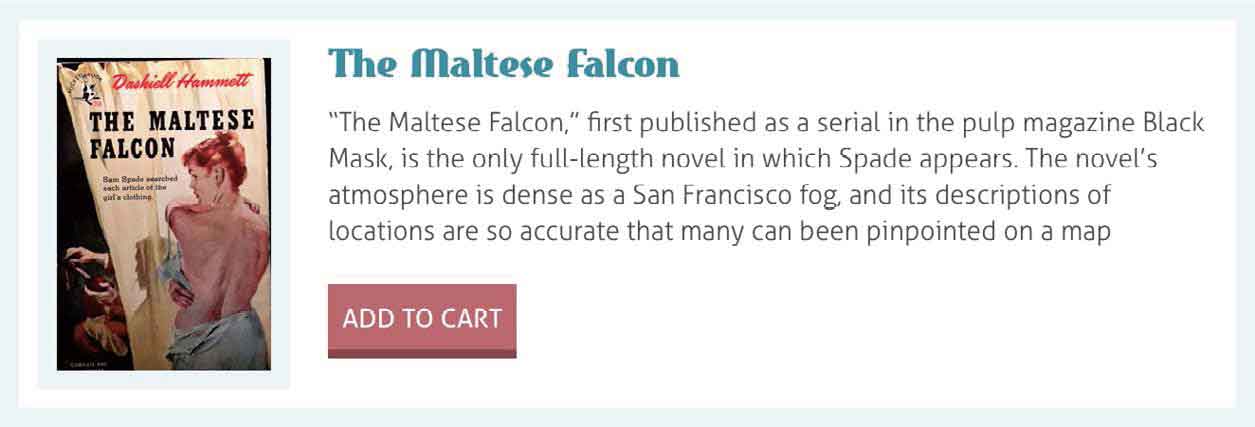 The Maltese Falcon
“The Maltese Falcon,” first published as a serial in the pulp magazine Black
Mask, is the only full-length novel in which Spade appears. The novel’s
atmosphere is dense as a San Francisco fog, and its descriptions of
locations are so accurate that many can been pinpointed on a map
ADD TO CART
Dashiell Hammett
THE MALTESE
FALCON
Sam Spade searched
each article of the
girl's clothing.